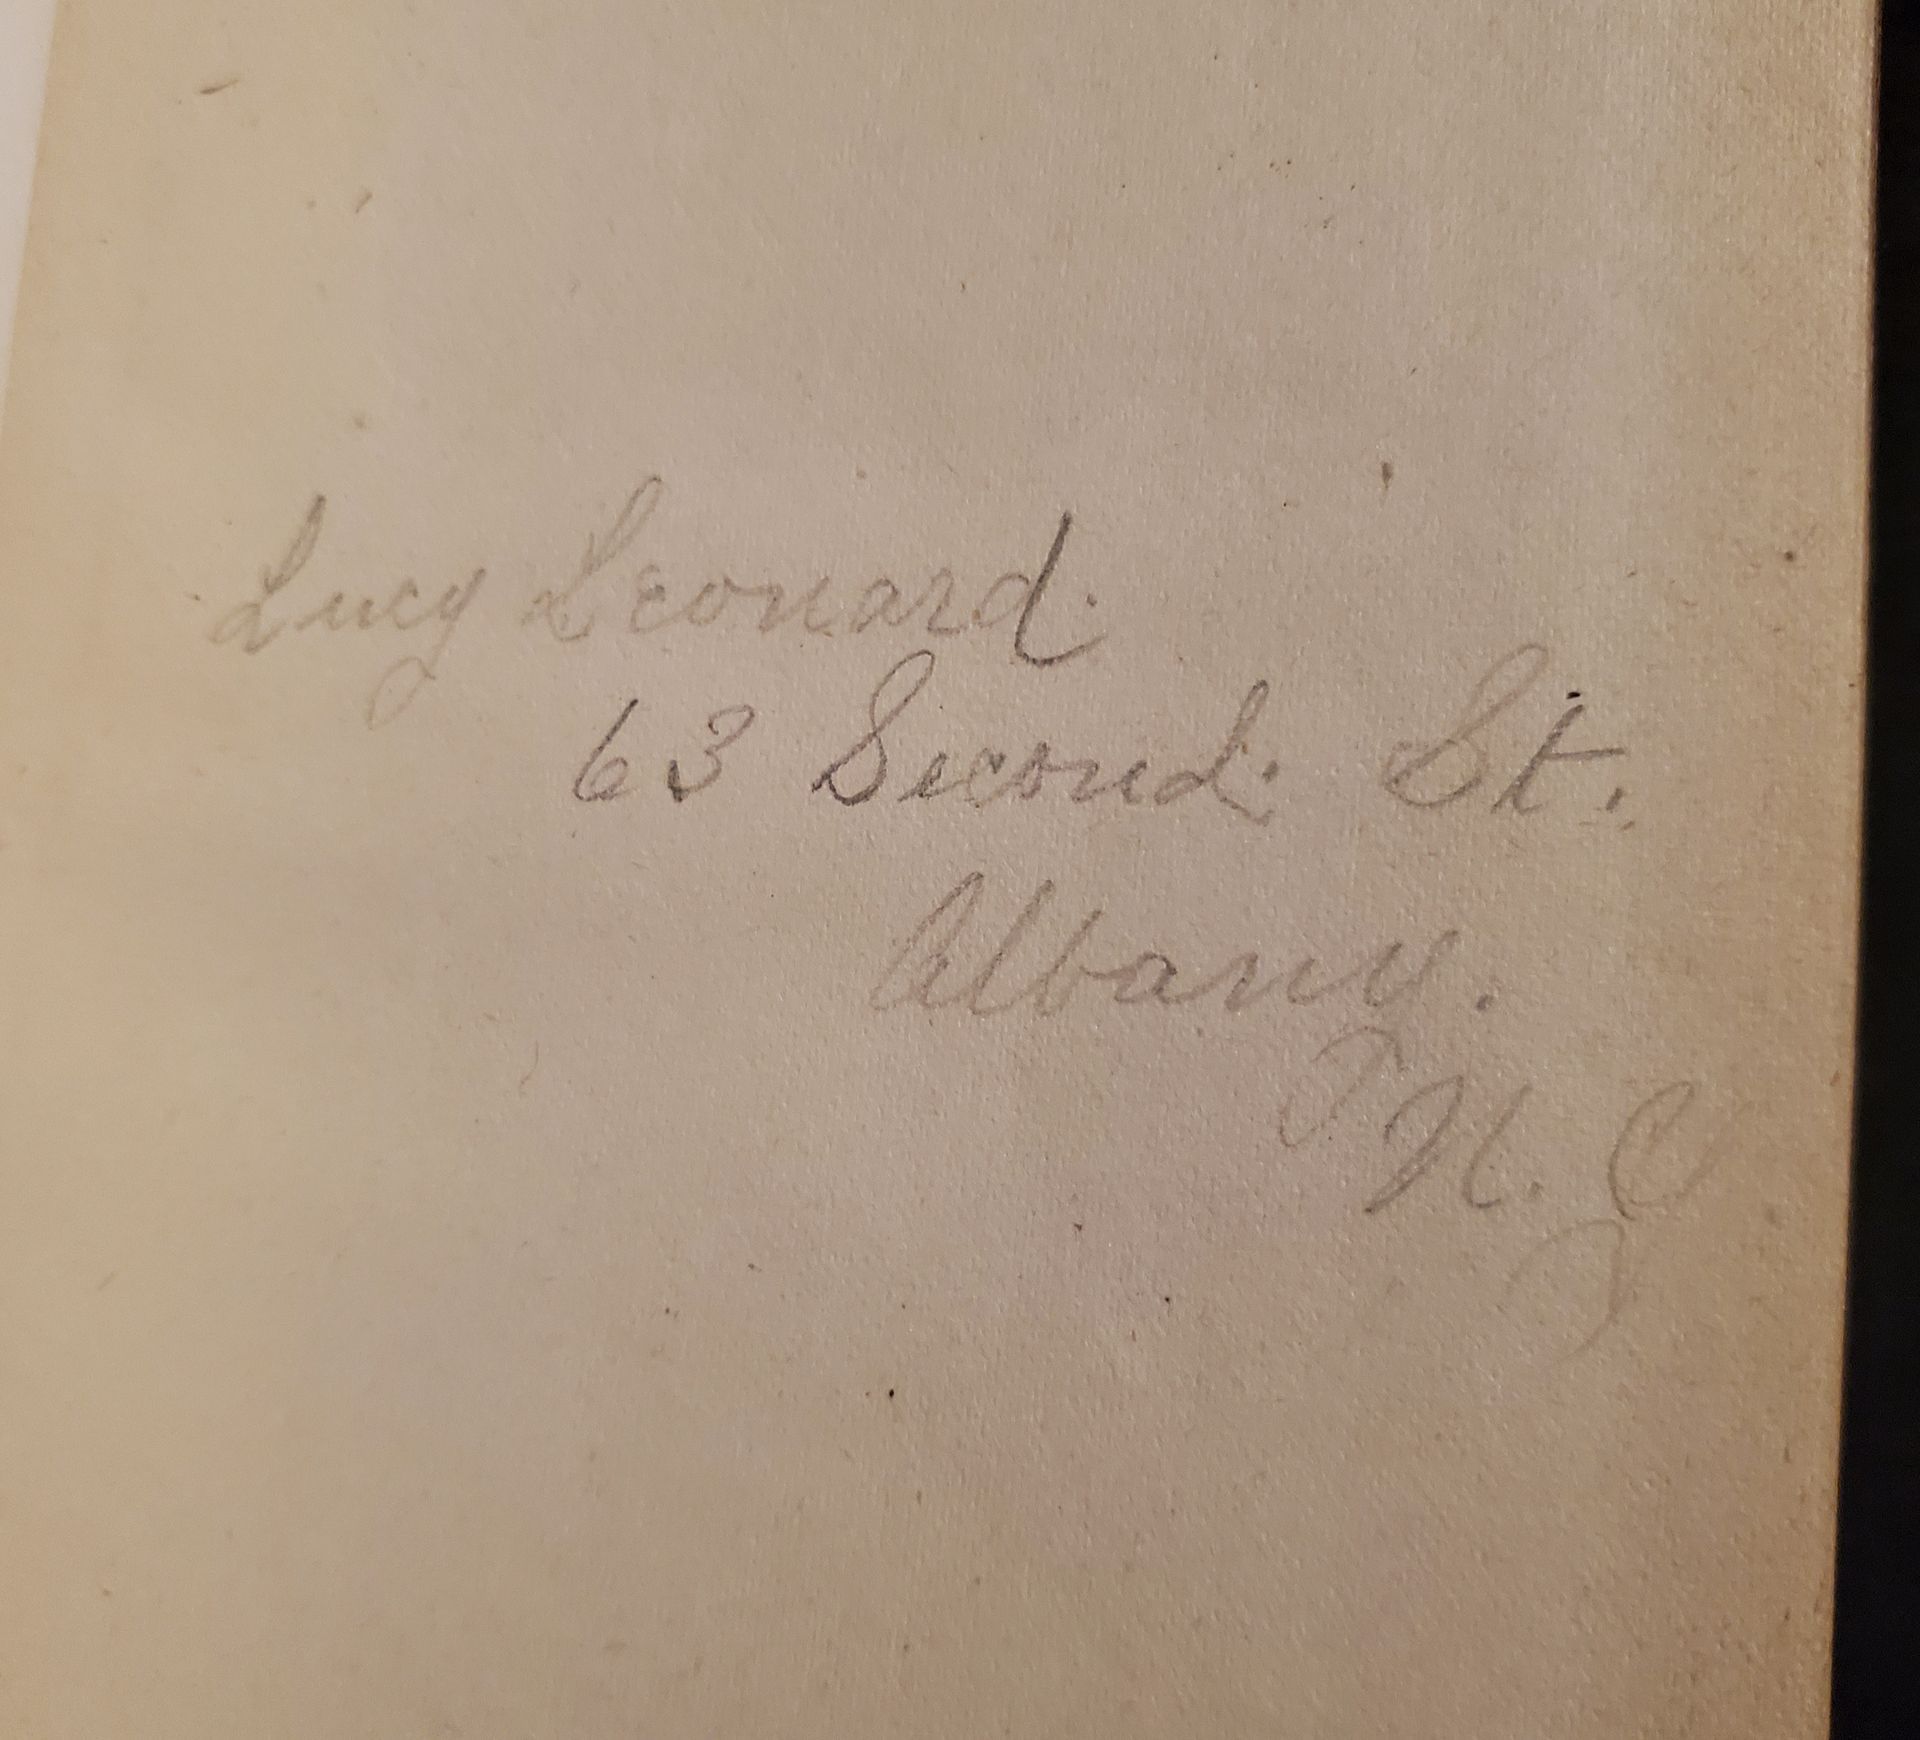 Lucy Leonard.
63 Second. St.
Albany.
N. Y